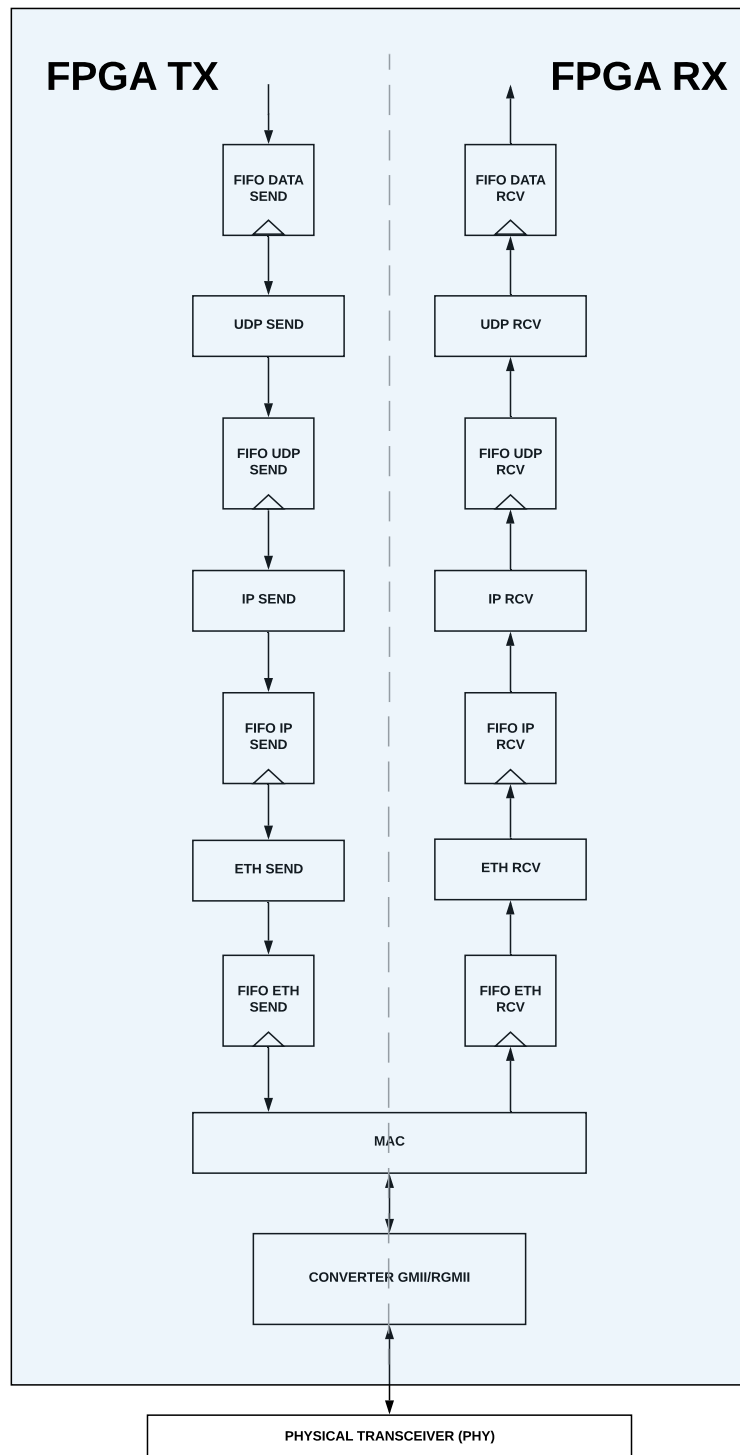 FPGA TX
FPGA RX
FIFO DATA
SEND
FIFO DATA
RCV
UDP SEND
UDP RCV
FIFO UDP
SEND
FIFO UDP
RCV
IP SEND
IP RCV
FIFO IP
SEND
FIFO IP
RCV
ETH SEND
ETH RCV
FIFO ETH
SEND
FIFO ETH
RCV
MAC
CONVERTER GMII/RGMII
PHYSICAL TRANSCEIVER (PHY)